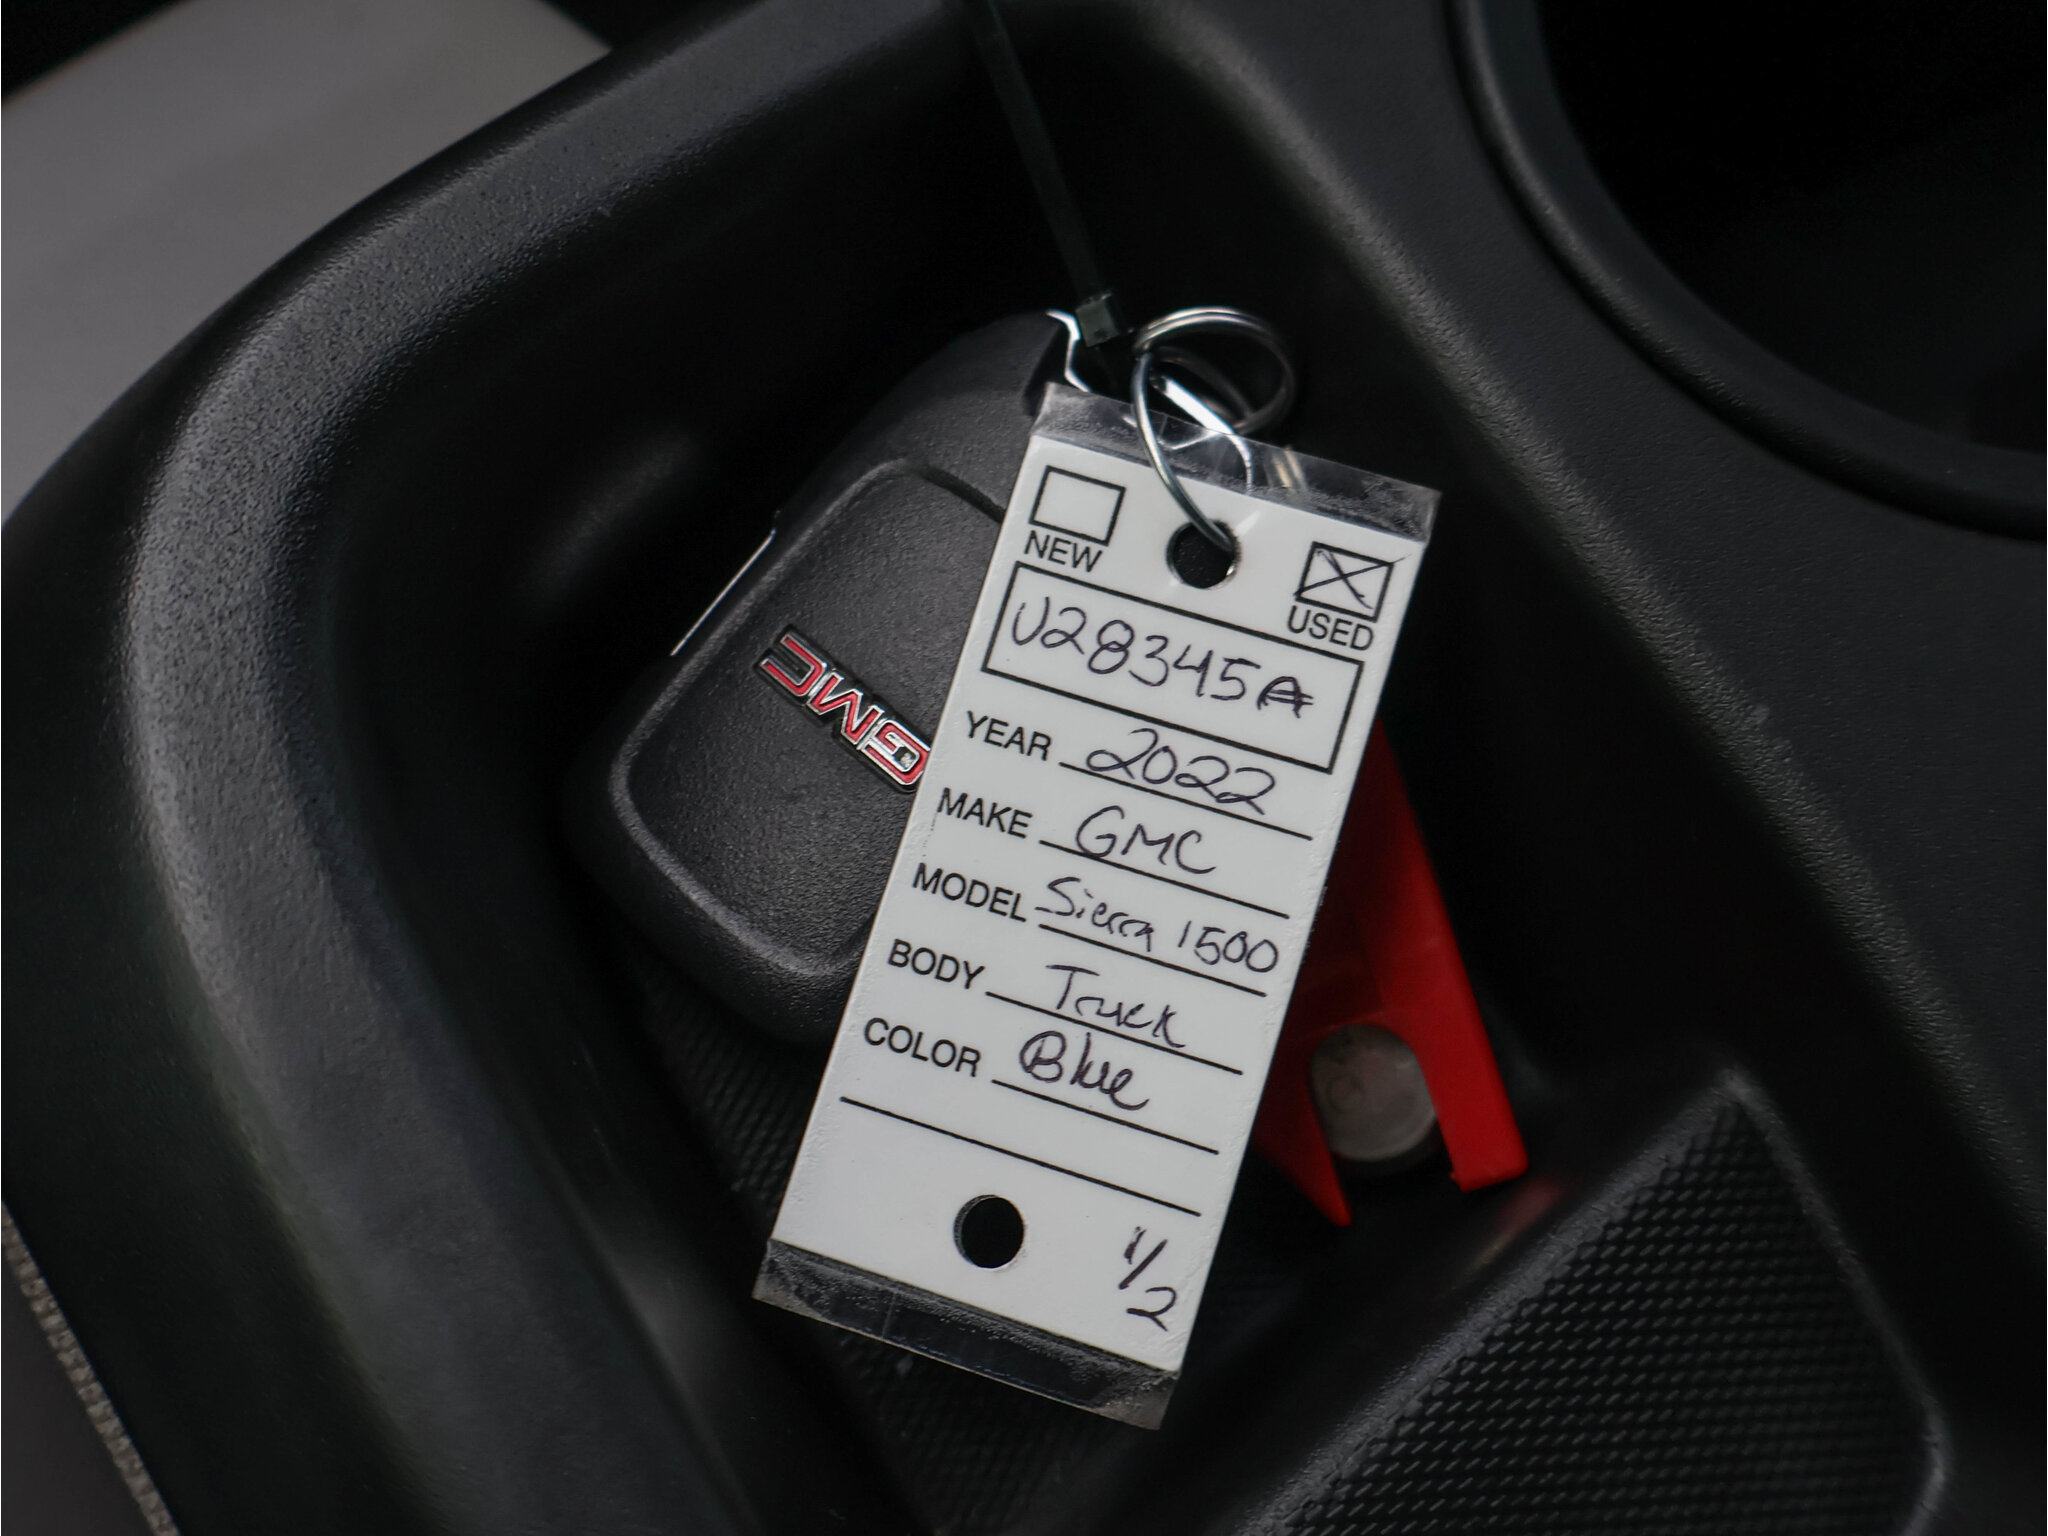 NEW
USED
U28345A
YEAR 2022
MAKE GMC
MODEL Sierra 1500
BODY Truck
COLOR Blue
1/2
GMC